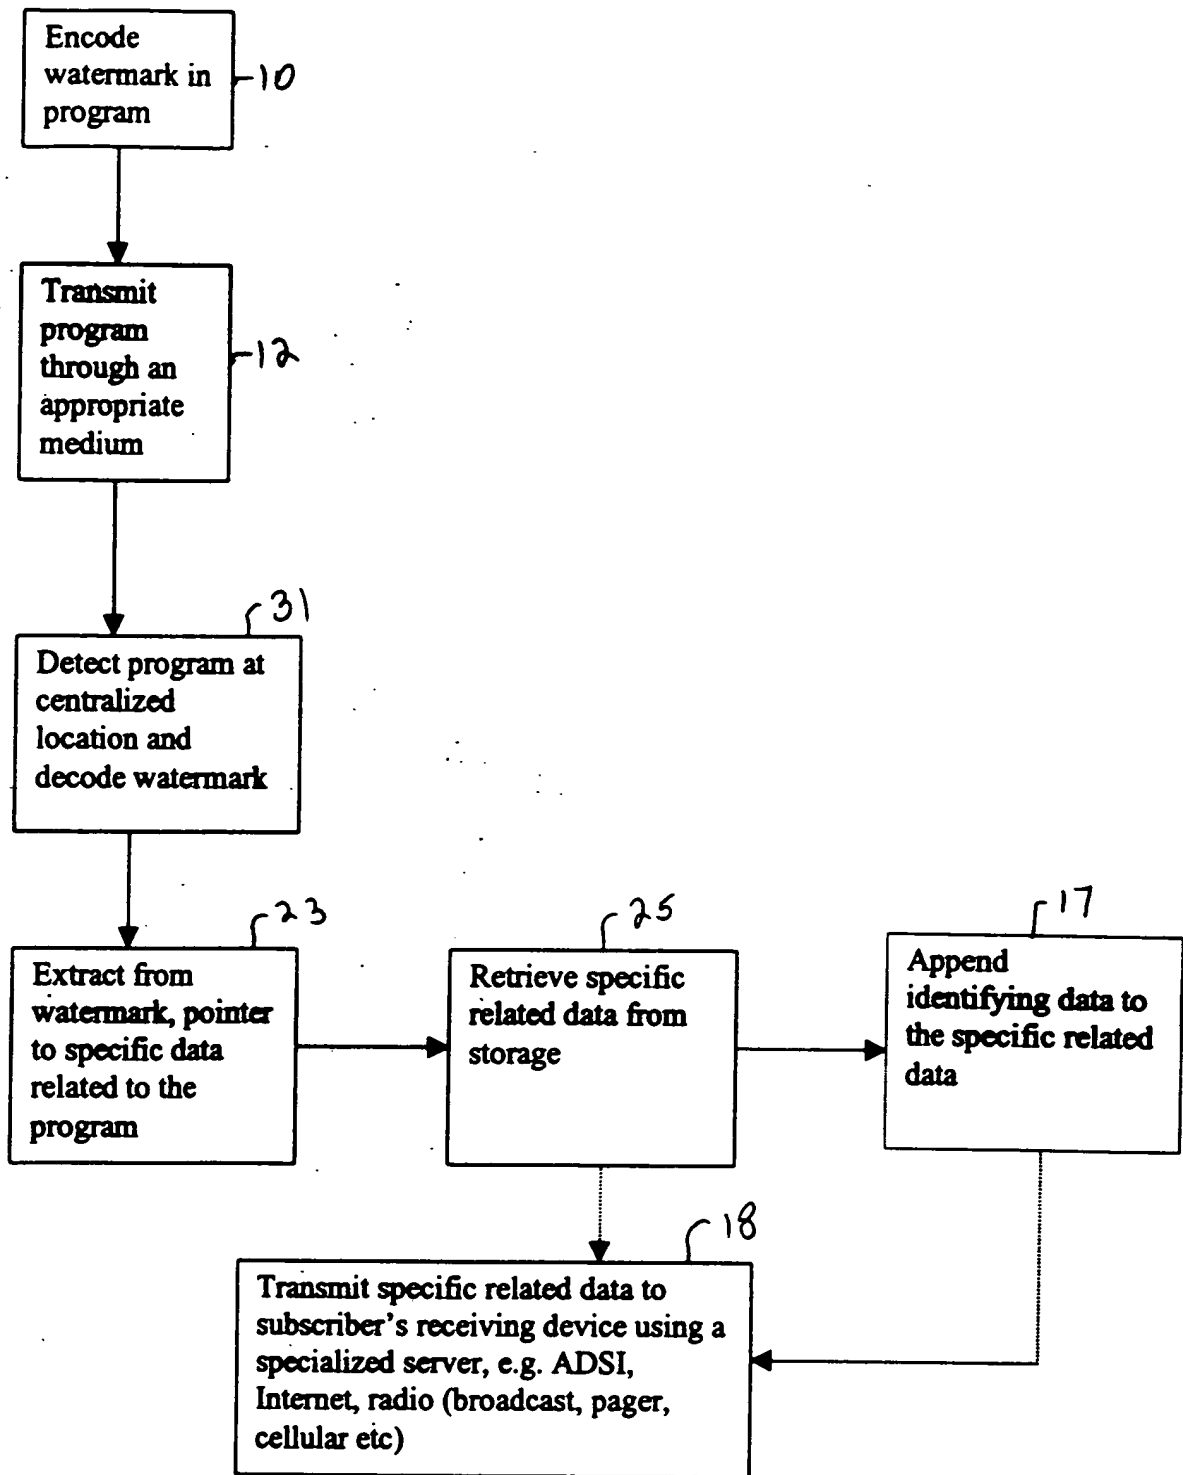 Encode
watermark in
program
10
Transmit
program
through an
appropriate
medium
12
31
Detect program at
centralized
location and
decode watermark
23
Extract from
watermark, pointer
to specific data
related to the
program
25
Retrieve specific
related data from
storage
17
Append
identifying data to
the specific related
data
18
Transmit specific related data to
subscriber's receiving device using a
specialized server, e.g. ADSI,
Internet, radio (broadcast, pager,
cellular etc)